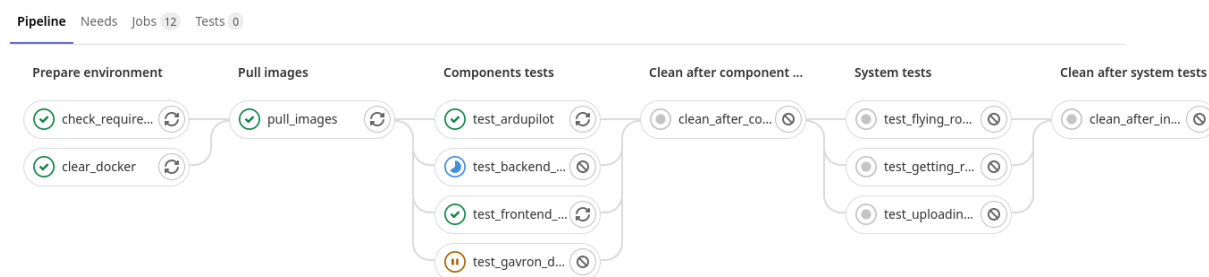 Pipeline Needs Jobs 12 Tests 0
Prepare environment Pull images Components tests Clean after component ... System tests Clean after system tests
check_require... pull_images test_ardupilot clean_after_co... test_flying_ro... clean_after_in...
clear_docker test_backend_... test_getting_r...
test_frontend_... test_uploadin...
test_gavron_d...